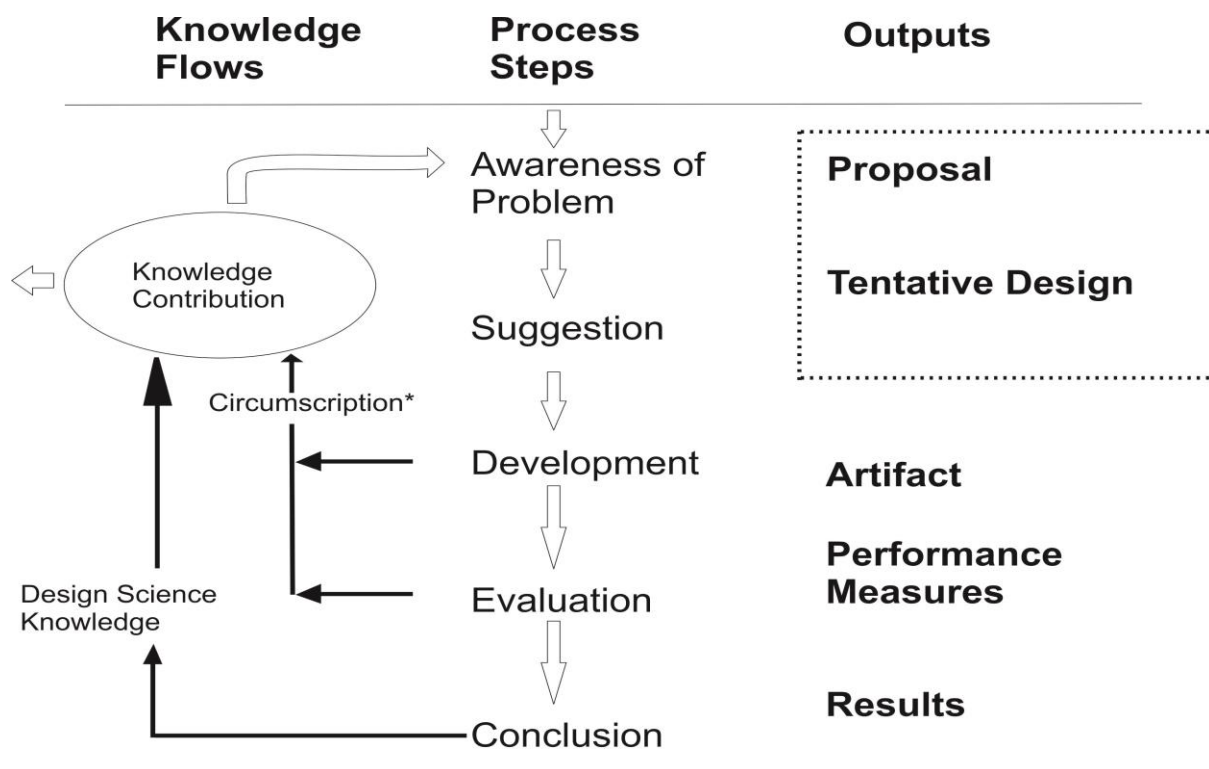 Knowledge
Flows
Process
Steps
Outputs
Awareness of
Problem
Proposal
Knowledge
Contribution
Tentative Design
Suggestion
Circumscription*
Development
Artifact
Performance
Measures
Design Science
Knowledge
Evaluation
Results
Conclusion